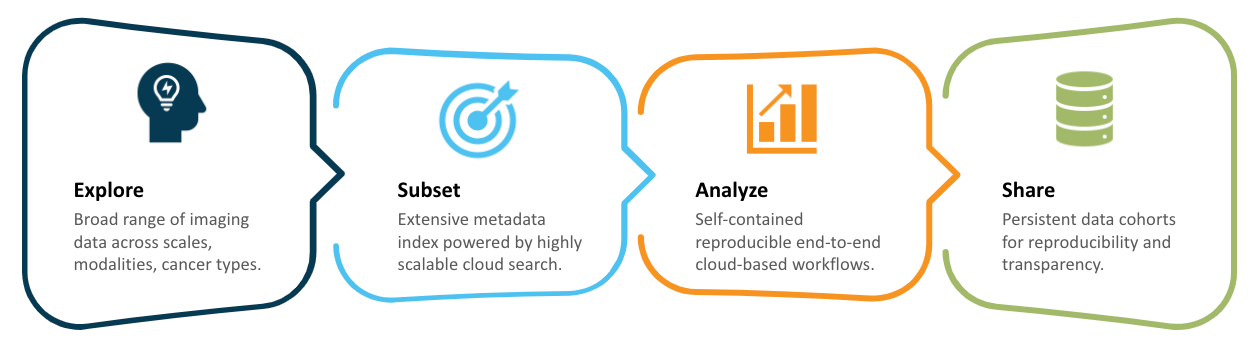 Explore
Broad range of imaging
data across scales,
modalities, cancer types.
Subset
Extensive metadata
index powered by highly
scalable cloud search.
Analyze
Self-contained
reproducible end-to-end
cloud-based workflows.
Share
Persistent data cohorts
for reproducibility and
transparency.